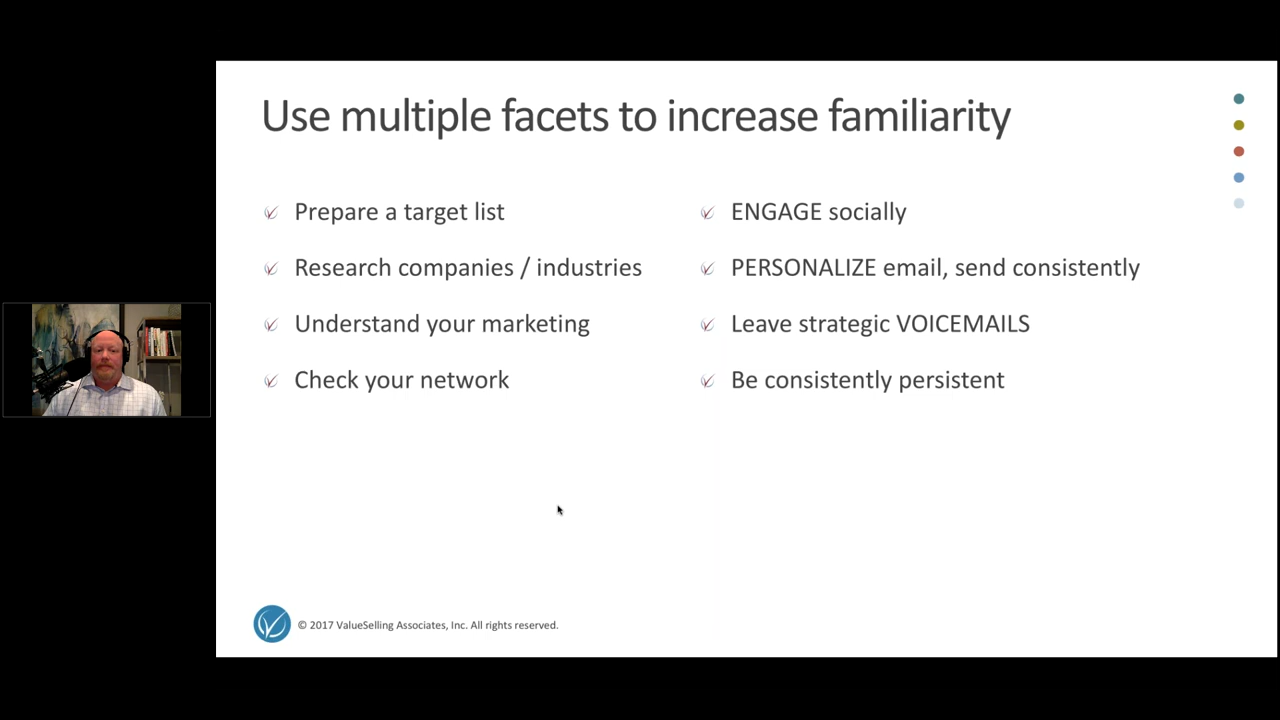 Use multiple facets to increase familiarity
Prepare a target list
Research companies / industries
Understand your marketing
Check your network
ENGAGE socially
PERSONALIZE email, send consistently
Leave strategic VOICEMAILS
Be consistently persistent
© 2017 ValueSelling Associates, Inc. All rights reserved.